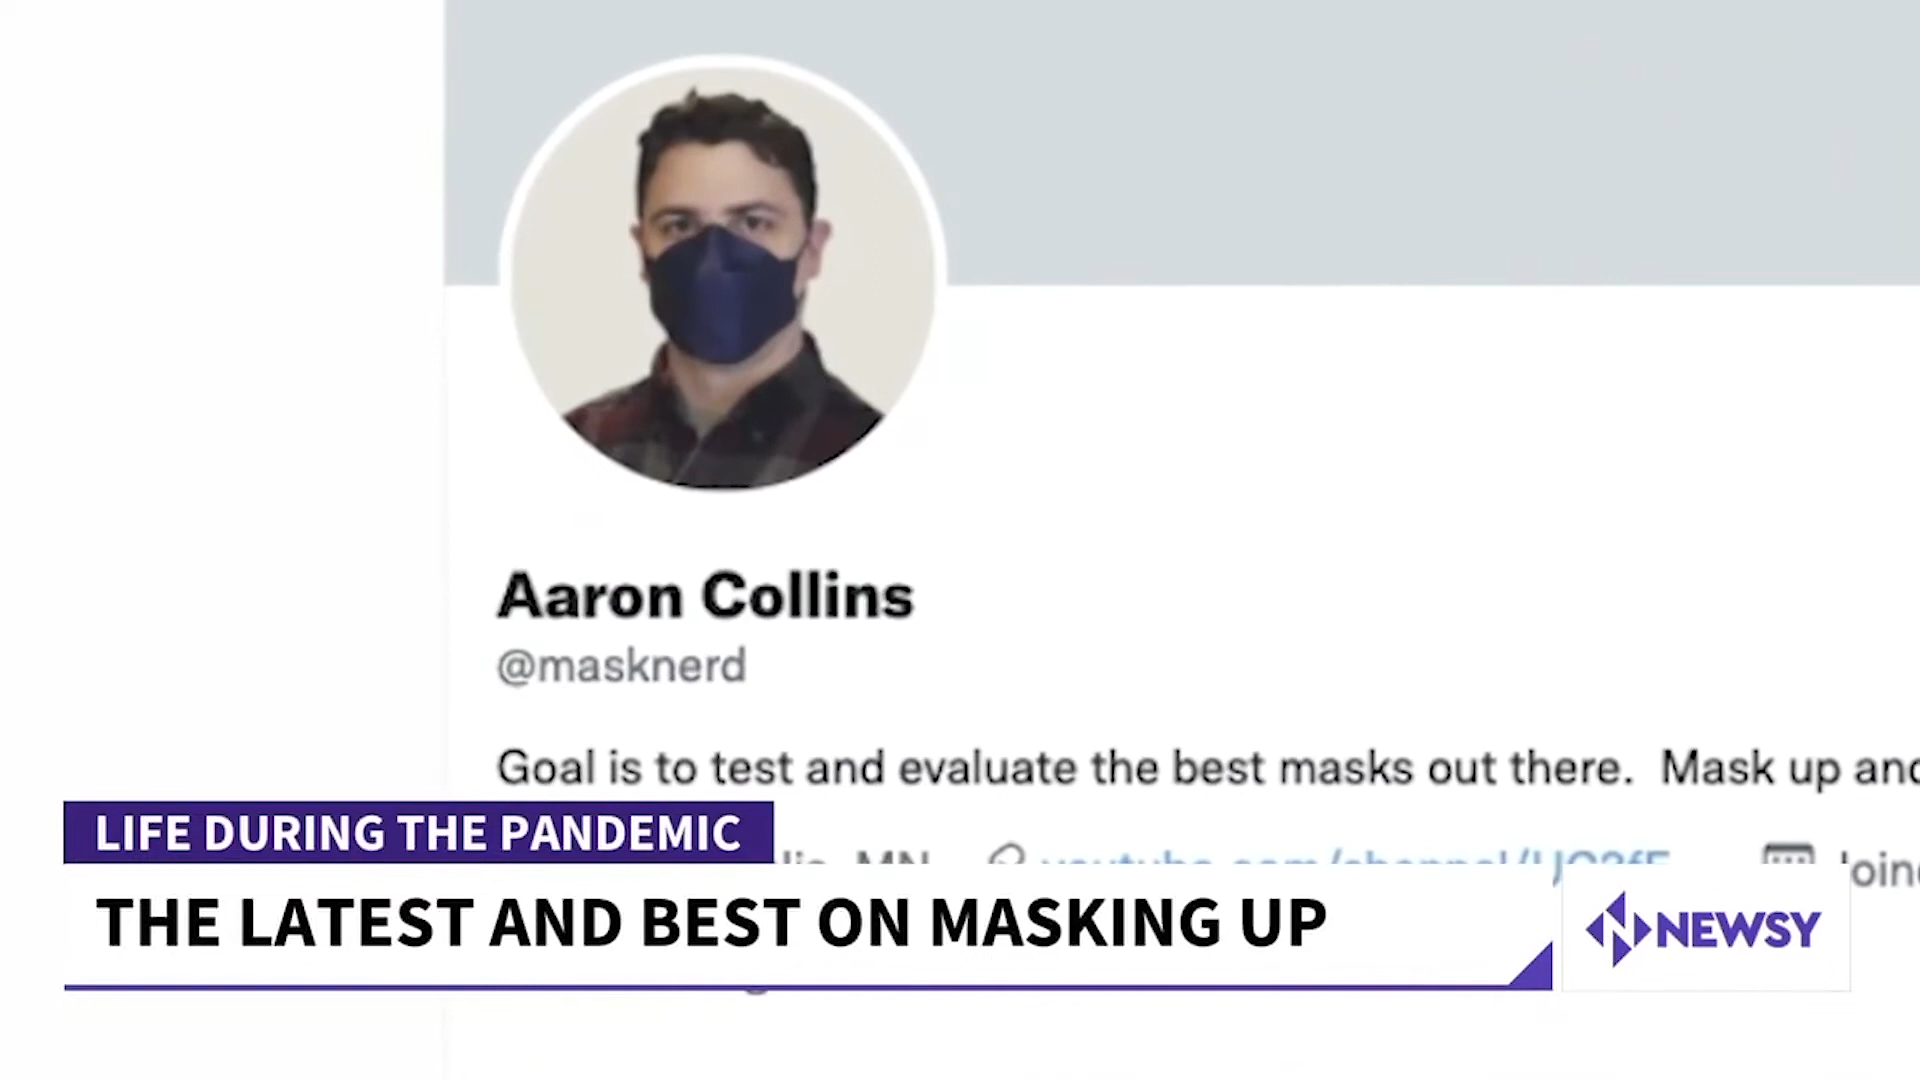 Aaron Collins
@masknerd
Goal is to test and evaluate the best masks out there. Mask up and
MN
LIFE DURING THE PANDEMIC
THE LATEST AND BEST ON MASKING UP
NEWSY